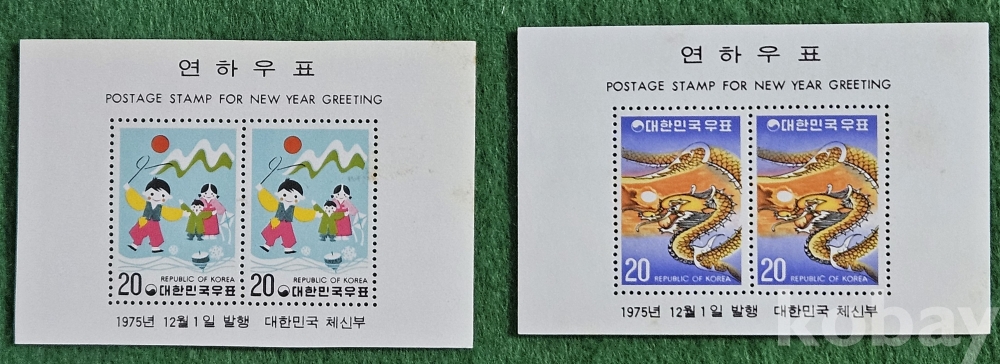 연하우표
POSTAGE STAMP FOR NEW YEAR GREETING
20 REPUBLIC OF KOREA
대한민국우표
20 REPUBLIC OF KOREA
대한민국우표
1975년 12월 1일 발행 대한민국 체신부
연하우표
POSTAGE STAMP FOR NEW YEAR GREETING
대한민국우표
20 REPUBLIC OF KOREA
대한민국우표
20 REPUBLIC OF KOREA
1975년 12월 1일 발행 대한민국 체신부
kobay